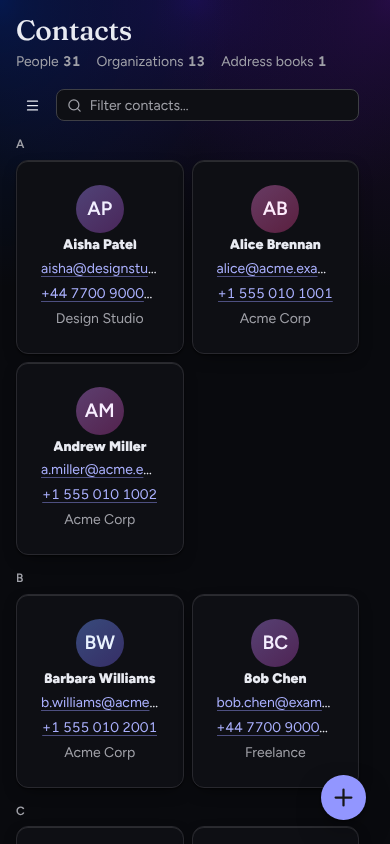 Contacts
People 31 Organizations 13 Address books 1
Filter contacts...
A
AP
Aisha Patel
aisha@designstu...
+44 7700 9000...
Design Studio
AB
Alice Brennan
alice@acme.exa...
+1 555 010 1001
Acme Corp
AM
Andrew Miller
a.miller@acme.e...
+1 555 010 1002
Acme Corp
B
BW
Barbara Williams
b.williams@acme...
+1 555 010 2001
Acme Corp
BC
Bob Chen
bob.chen@exam...
+44 7700 9000...
Freelance
C